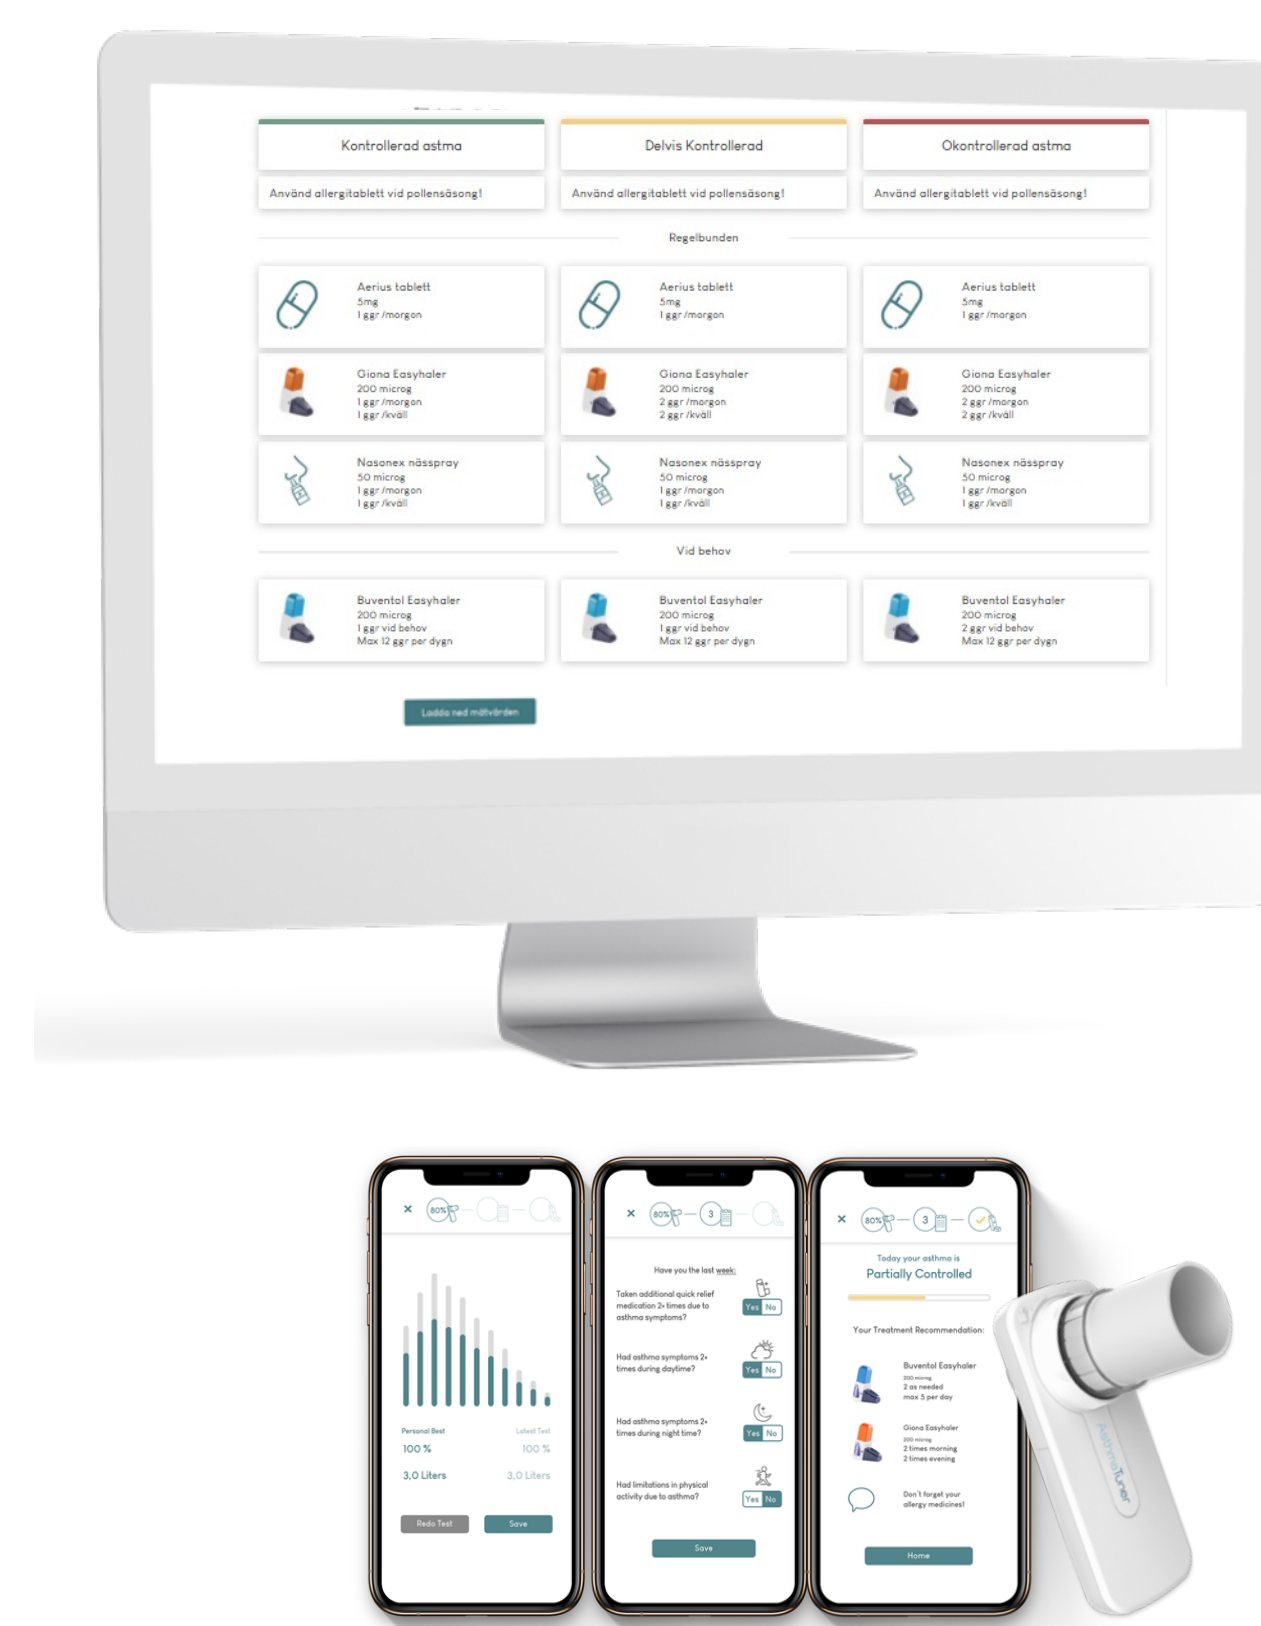 Kontrollerad astma
Delvis Kontrollerad
Okontrollerad astma
Använd allergitablett vid pollensäsong!
Använd allergitablett vid pollensäsong!
Använd allergitablett vid pollensäsong!
Regelbunden
Aerius tablett
5mg
1 ggr /morgon
Aerius tablett
5mg
1 ggr /morgon
Aerius tablett
5mg
1 ggr /morgon
Giona Easyhaler
200 microg
1 ggr /morgon
1 ggr /kväll
Giona Easyhaler
200 microg
2 ggr /morgon
2 ggr /kväll
Giona Easyhaler
200 microg
2 ggr /morgon
2 ggr /kväll
Nasonex nässpray
50 microg
1 ggr /morgon
1 ggr /kväll
Nasonex nässpray
50 microg
1 ggr /morgon
1 ggr /kväll
Nasonex nässpray
50 microg
1 ggr /morgon
1 ggr /kväll
Vid behov
Buventol Easyhaler
200 microg
1 ggr vid behov
Max 12 ggr per dygn
Buventol Easyhaler
200 microg
1 ggr vid behov
Max 12 ggr per dygn
Buventol Easyhaler
200 microg
2 ggr vid behov
Max 12 ggr per dygn
Ladda ned mätvärden
80%
Personal Best
Latest Test
100 %
100 %
3,0 Liters
3,0 Liters
Redo Test
Save
80%
3
Have you the last week:
Taken additional quick relief
medication 2+ times due to
asthma symptoms?
Yes No
Had asthma symptoms 2+
times during daytime?
Yes No
Had asthma symptoms 2+
times during night time?
Yes No
Had limitations in physical
activity due to asthma?
Yes No
Save
80%
3
Today your asthma is
Partially Controlled
Your Treatment Recommendation:
Buventol Easyhaler
200 microg
2 as needed
max 5 per day
Giona Easyhaler
200 microg
2 times morning
2 times evening
Don't forget your
allergy medicines!
Home
AsthmaTuner